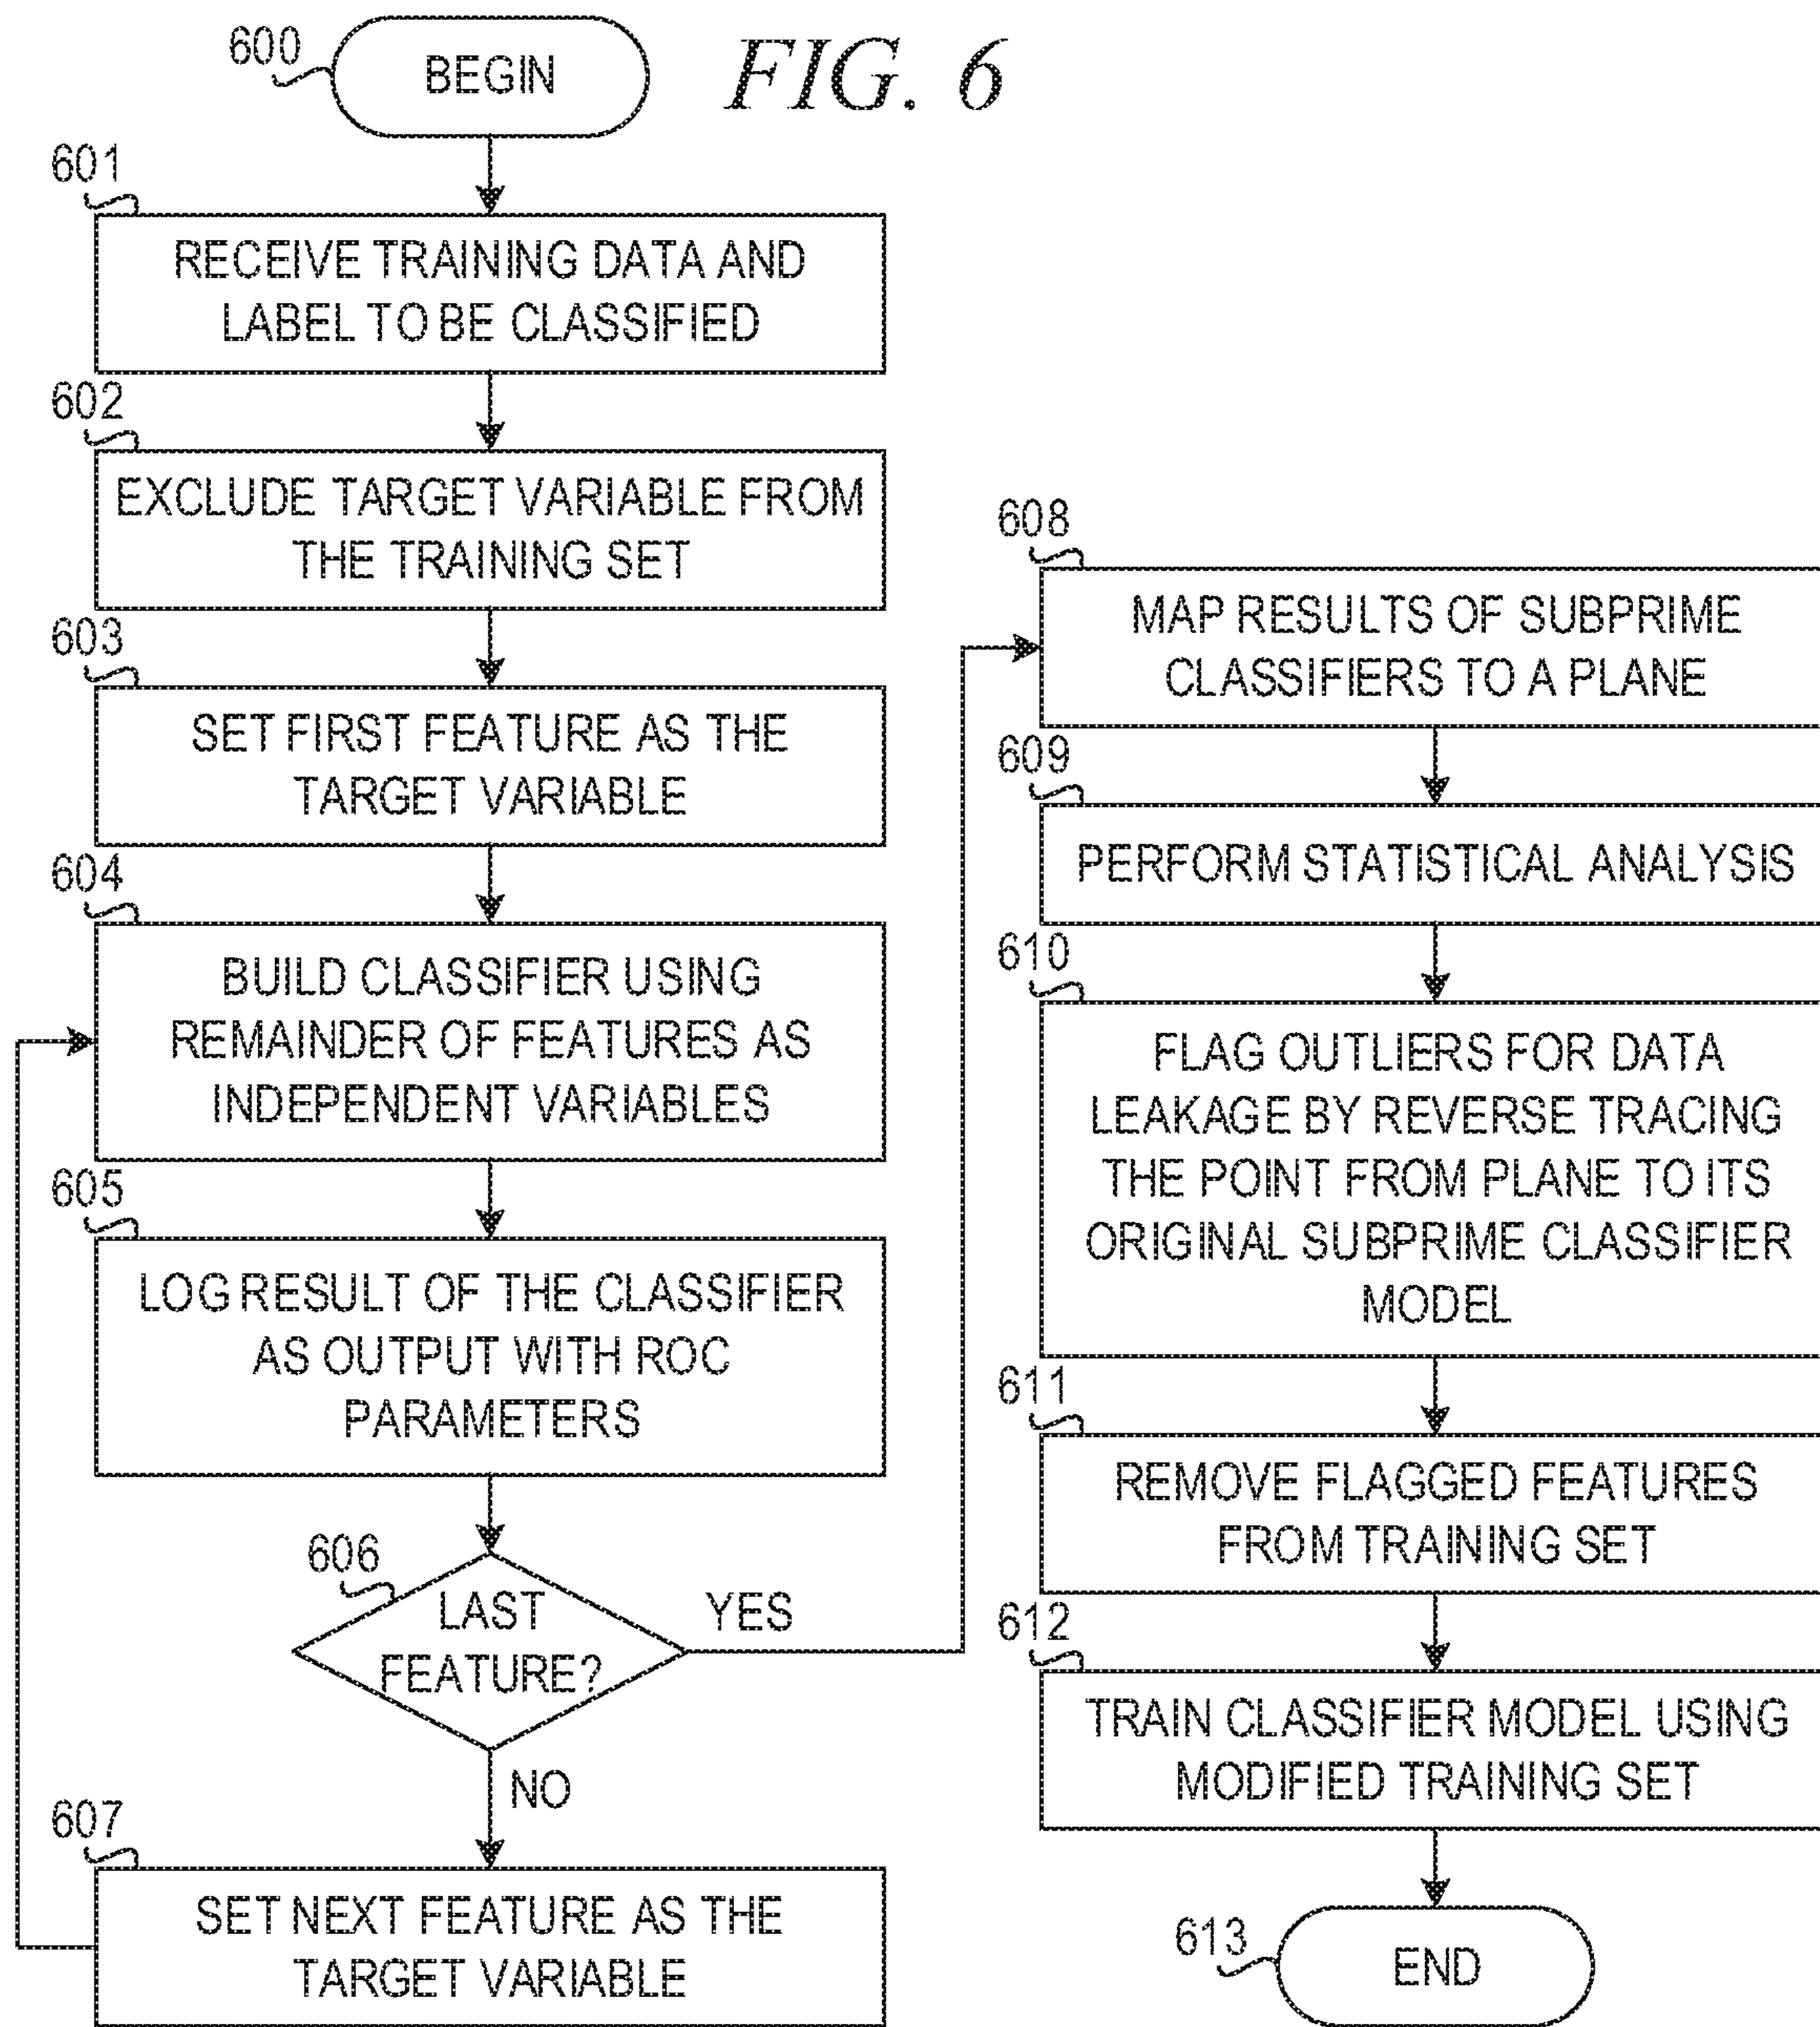 FIG. 6
600
BEGIN
601
RECEIVE TRAINING DATA AND
LABEL TO BE CLASSIFIED
602
EXCLUDE TARGET VARIABLE FROM
THE TRAINING SET
603
SET FIRST FEATURE AS THE
TARGET VARIABLE
604
BUILD CLASSIFIER USING
REMAINDER OF FEATURES AS
INDEPENDENT VARIABLES
605
LOG RESULT OF THE CLASSIFIER
AS OUTPUT WITH ROC
PARAMETERS
606
LAST
FEATURE?
YES
NO
607
SET NEXT FEATURE AS THE
TARGET VARIABLE
608
MAP RESULTS OF SUBPRIME
CLASSIFIERS TO A PLANE
609
PERFORM STATISTICAL ANALYSIS
610
FLAG OUTLIERS FOR DATA
LEAKAGE BY REVERSE TRACING
THE POINT FROM PLANE TO ITS
ORIGINAL SUBPRIME CLASSIFIER
MODEL
611
REMOVE FLAGGED FEATURES
FROM TRAINING SET
612
TRAIN CLASSIFIER MODEL USING
MODIFIED TRAINING SET
613
END